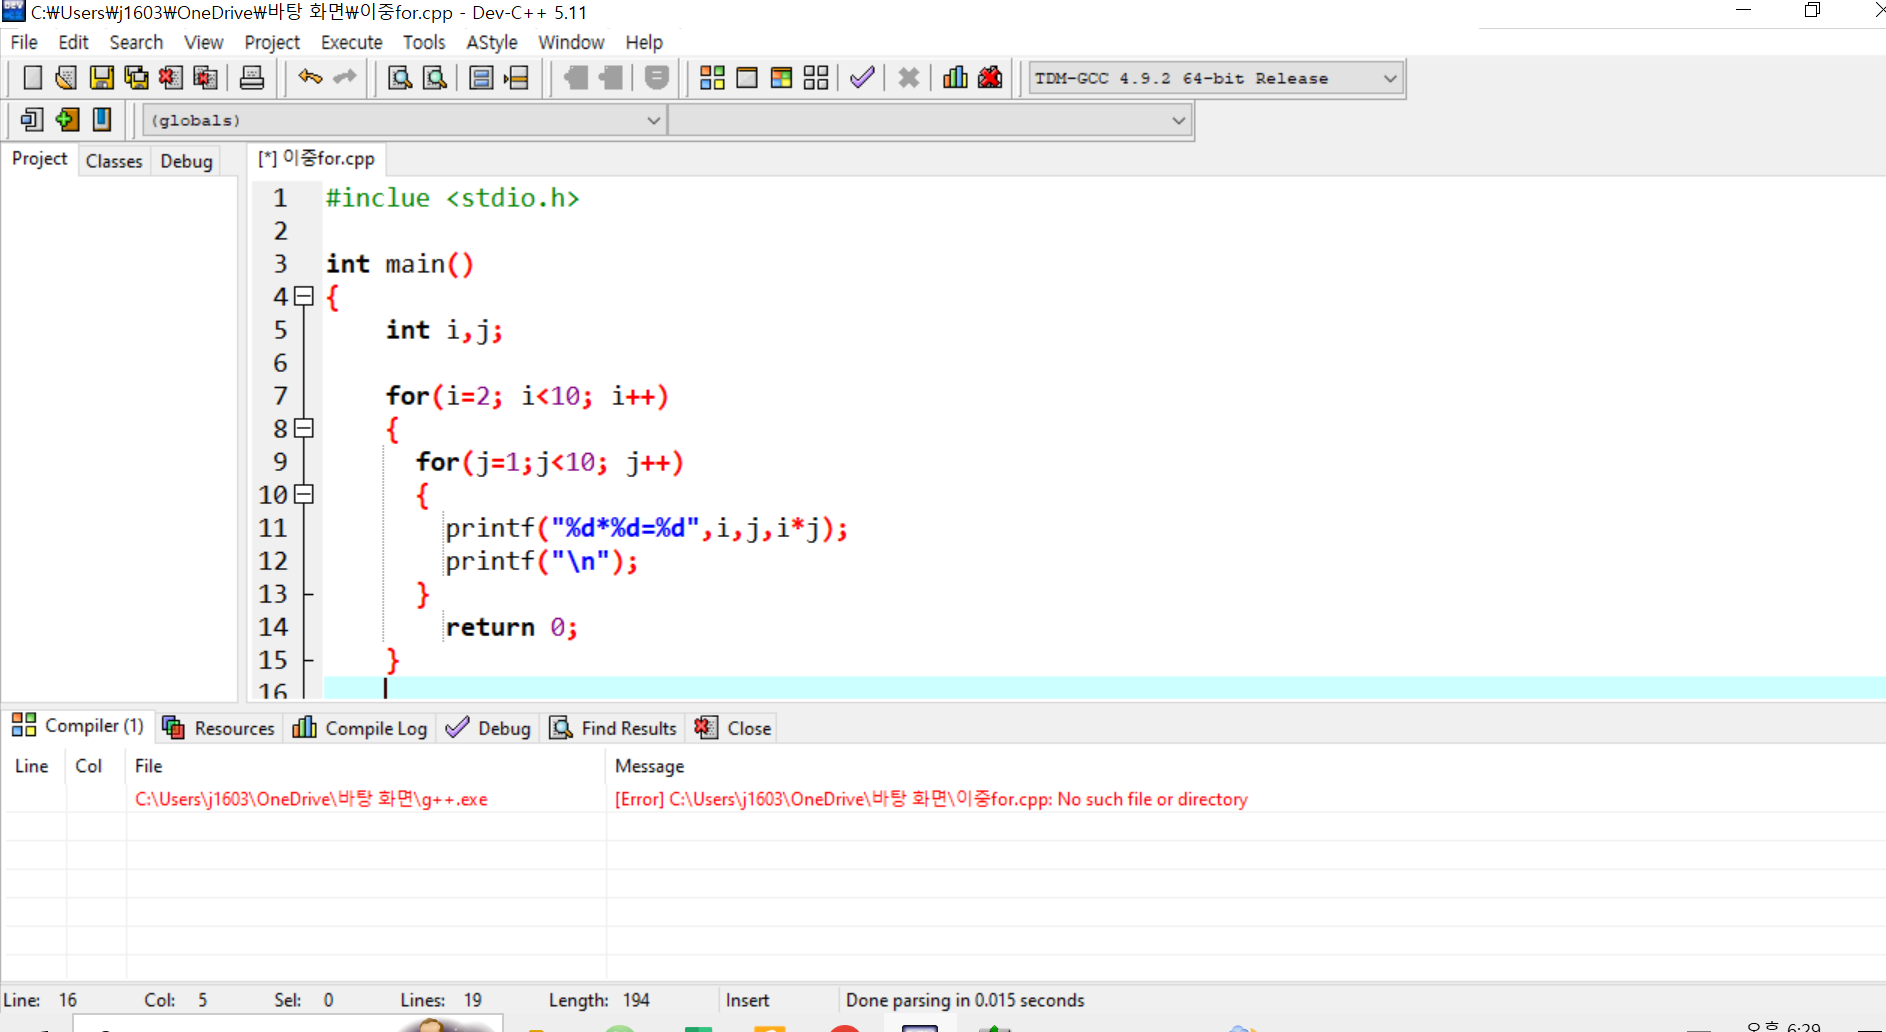 C:\Users\j1603\OneDrive\바탕 화면\이중for.cpp - Dev-C++ 5.11
File Edit Search View Project Execute Tools AStyle Window Help
TDM-GCC 4.9.2 64-bit Release
(globals)
Project Classes Debug
[*] 이중for.cpp
1 #inclue <stdio.h>
2
3 int main()
4 {
5 int i,j;
6
7 for(i=2; i<10; i++)
8 {
9 for(j=1;j<10; j++)
10 {
11 printf("%d*%d=%d",i,j,i*j);
12 printf("\n");
13 }
14 return 0;
15 }
16
Compiler (1) Resources Compile Log Debug Find Results Close
Line Col File Message
C:\Users\j1603\OneDrive\바탕 화면\g++.exe [Error] C:\Users\j1603\OneDrive\바탕 화면\이중for.cpp: No such file or directory
Line: 16 Col: 5 Sel: 0 Lines: 19 Length: 194 Insert Done parsing in 0.015 seconds
오후 6:29